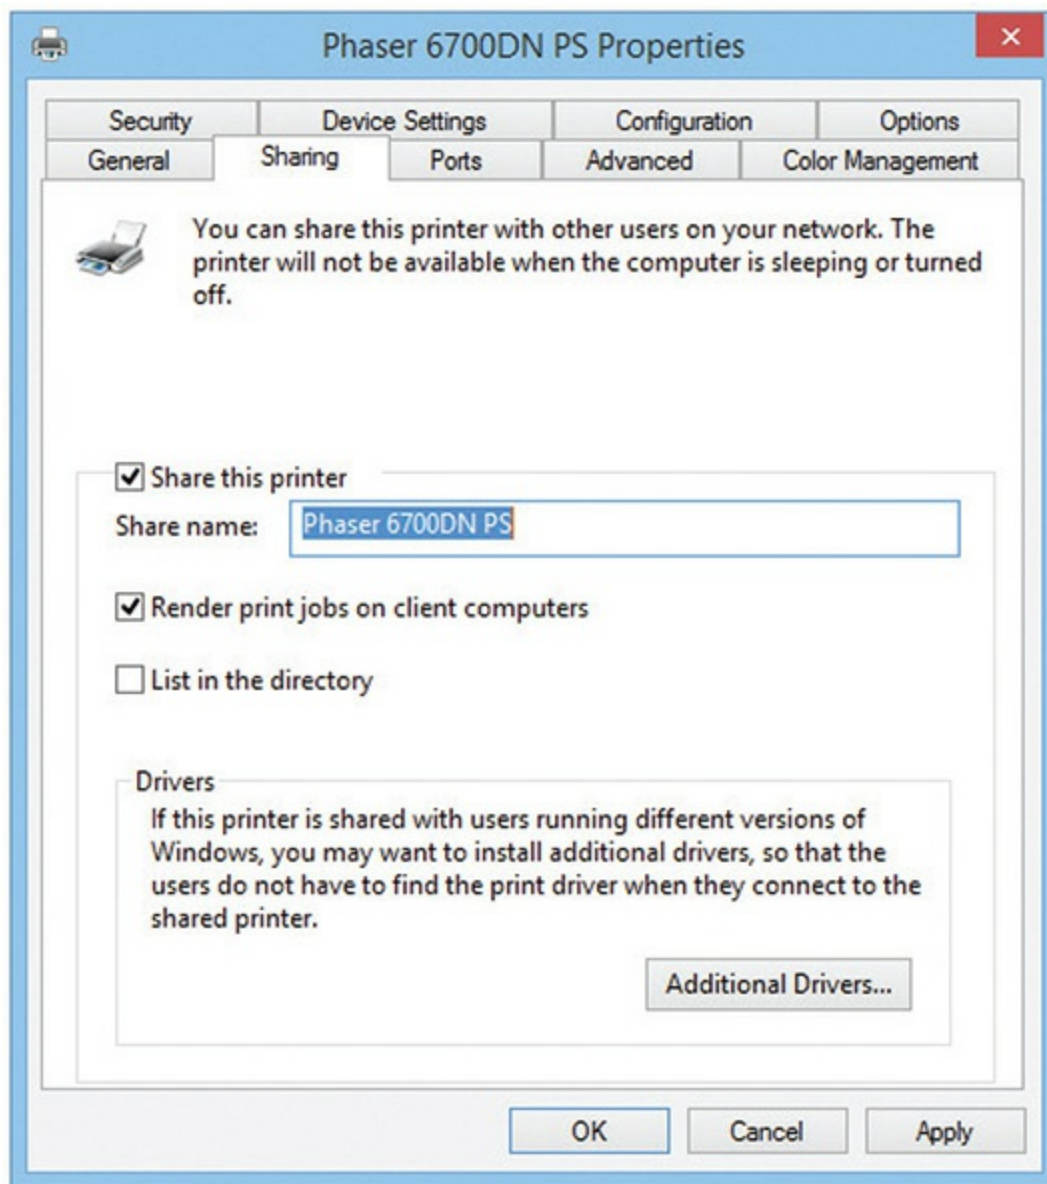 Phaser 6700DN PS Properties
Security Device Settings Configuration Options
General Sharing Ports Advanced Color Management
You can share this printer with other users on your network. The
printer will not be available when the computer is sleeping or turned
off.
Share this printer
Share name: Phaser 6700DN PS
Render print jobs on client computers
List in the directory
Drivers
If this printer is shared with users running different versions of
Windows, you may want to install additional drivers, so that the
users do not have to find the print driver when they connect to the
shared printer.
Additional Drivers...
OK Cancel Apply